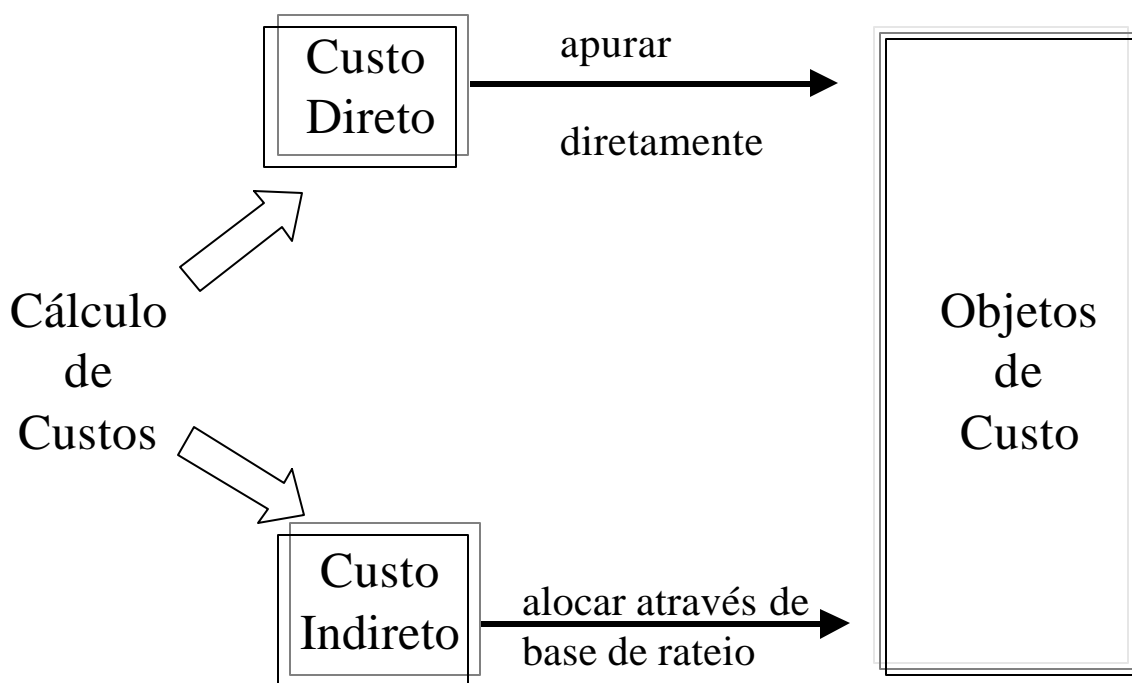 Custo
Direto
apurar
diretamente
Cálculo
de
Custos
Objetos
de
Custo
Custo
Indireto
alocar através de
base de rateio